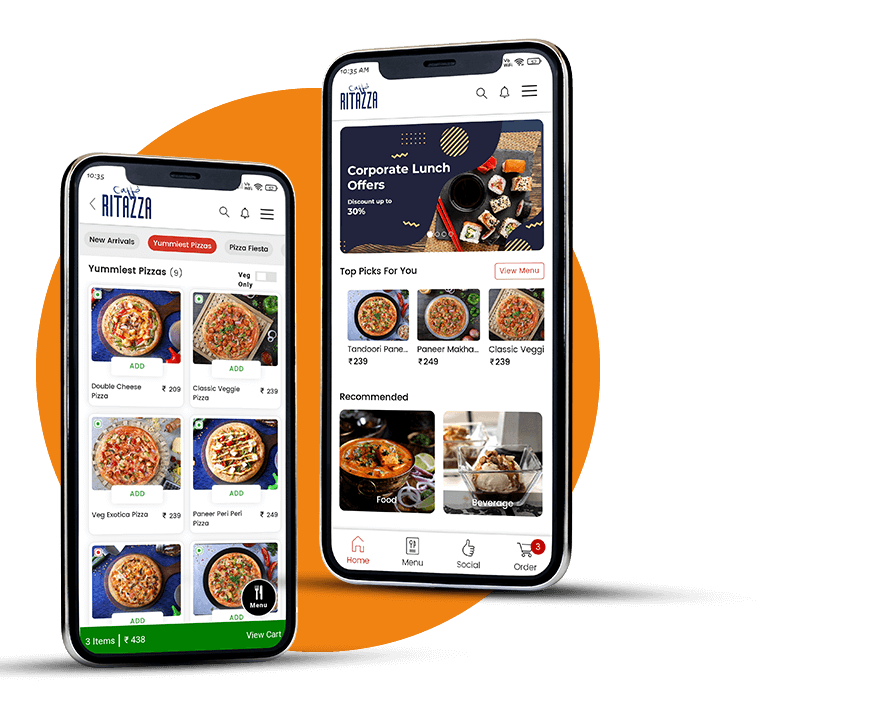 10:35
Caffè
RITAZZA
New Arrivals
Yummiest Pizzas
Pizza Fiesta
Yummiest Pizzas (9)
Veg
Only
ADD
ADD
Double Cheese
Pizza
₹ 209
Classic Veggie
Pizza
₹ 239
ADD
ADD
Veg Exotica Pizza
₹ 239
Paneer Peri Peri
Pizza
₹ 249
ADD
ADD
Menu
3 Items | ₹ 438
View Cart
10:35 AM
Caffè
RITAZZA
Corporate Lunch
Offers
Discount up to
30%
Top Picks For You
View Menu
Tandoori Pane...
Paneer Makha...
Classic Veggi
₹239
₹249
₹239
Recommended
Food
Beverage
Home
Menu
Social
3
Order